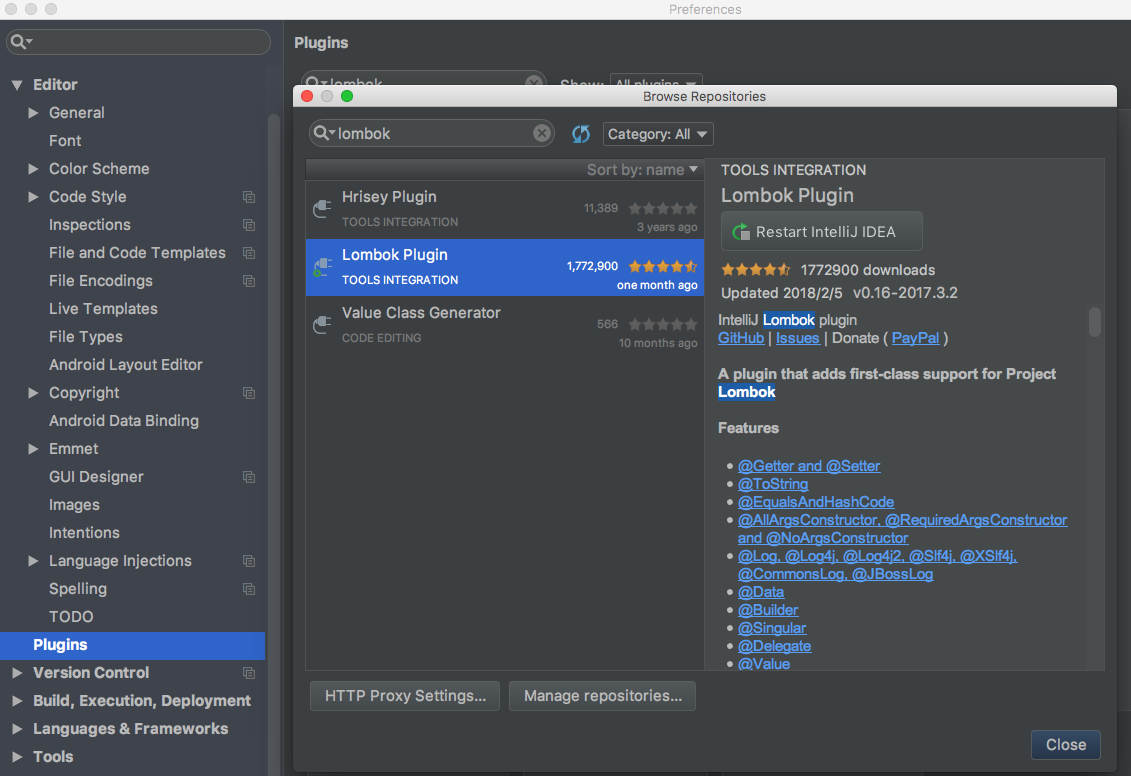 Preferences
Editor
General
Font
Color Scheme
Code Style
Inspections
File and Code Templates
File Encodings
Live Templates
File Types
Android Layout Editor
Copyright
Android Data Binding
Emmet
GUI Designer
Images
Intentions
Language Injections
Spelling
TODO
Plugins
Version Control
Build, Execution, Deployment
Languages & Frameworks
Tools
Plugins
lombok
Show: All plugins
Browse Repositories
lombok
Category: All
Sort by: name
Hrisey Plugin
11,389
TOOLS INTEGRATION
3 years ago
Lombok Plugin
1,772,900
TOOLS INTEGRATION
one month ago
Value Class Generator
566
CODE EDITING
10 months ago
TOOLS INTEGRATION
Lombok Plugin
Restart IntelliJ IDEA
1772900 downloads
Updated 2018/2/5 v0.16-2017.3.2
IntelliJ Lombok plugin
GitHub | Issues | Donate ( PayPal )
A plugin that adds first-class support for Project
Lombok
Features
@Getter and @Setter
@ToString
@EqualsAndHashCode
@AllArgsConstructor, @RequiredArgsConstructor
and @NoArgsConstructor
@Log, @Log4j, @Log4j2, @Slf4j, @XSlf4j,
@CommonsLog, @JBossLog
@Data
@Builder
@Singular
@Delegate
@Value
HTTP Proxy Settings...
Manage repositories...
Close